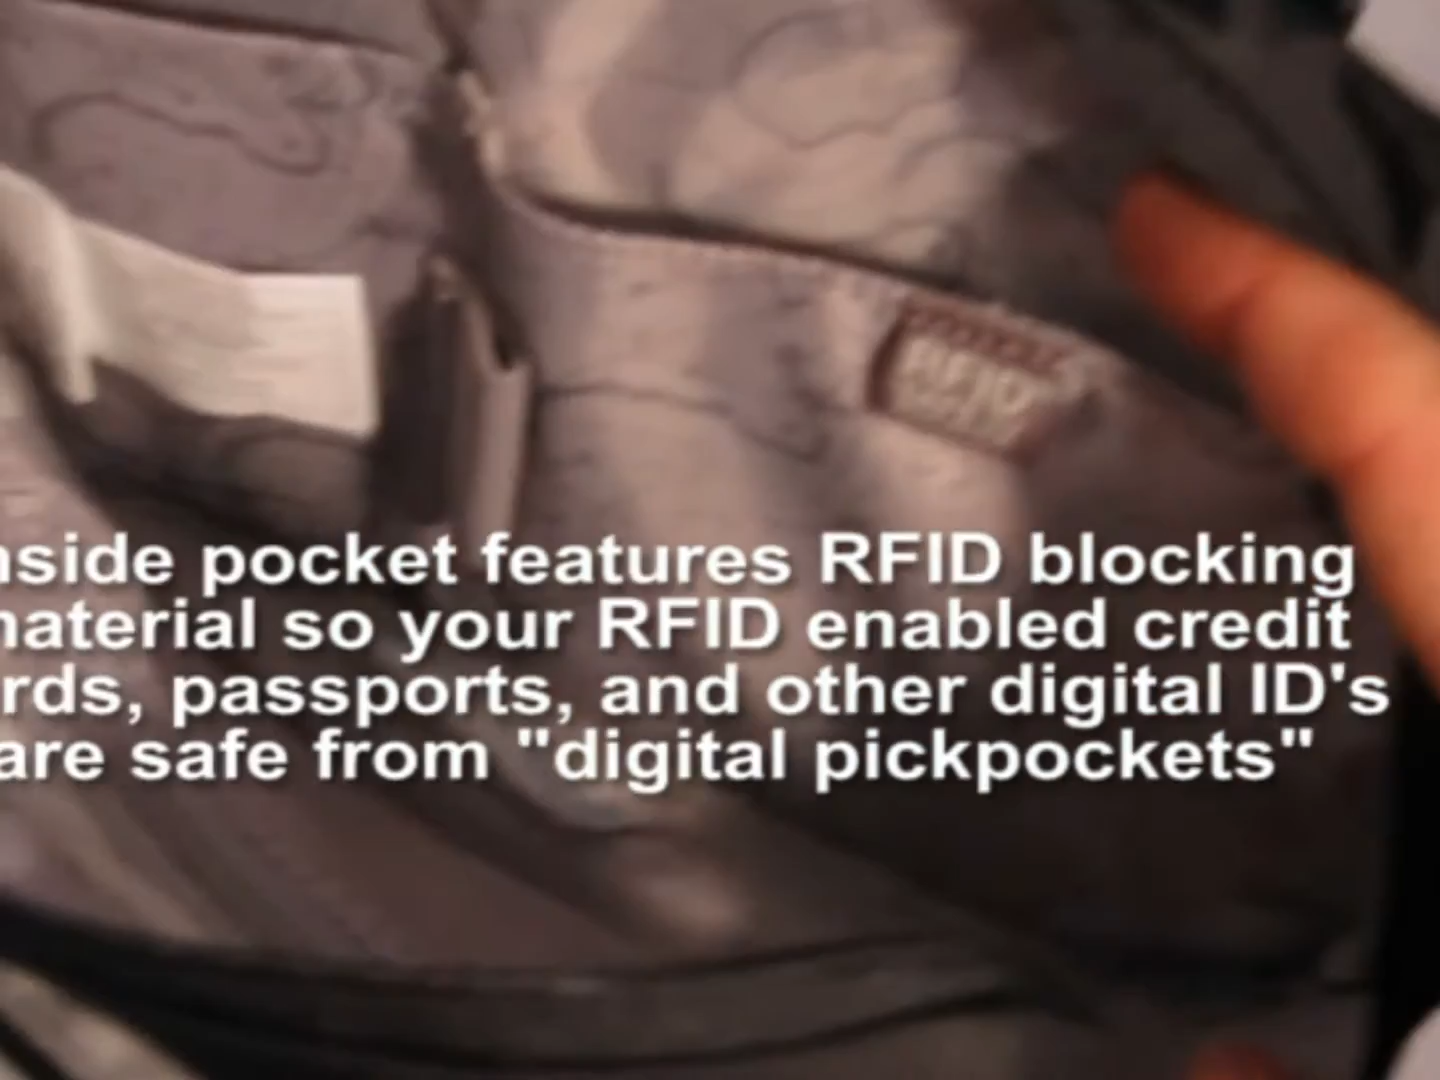 RFID
nside pocket features RFID blocking
naterial so your RFID enabled credit
rds, passports, and other digital ID's
are safe from "digital pickpockets"